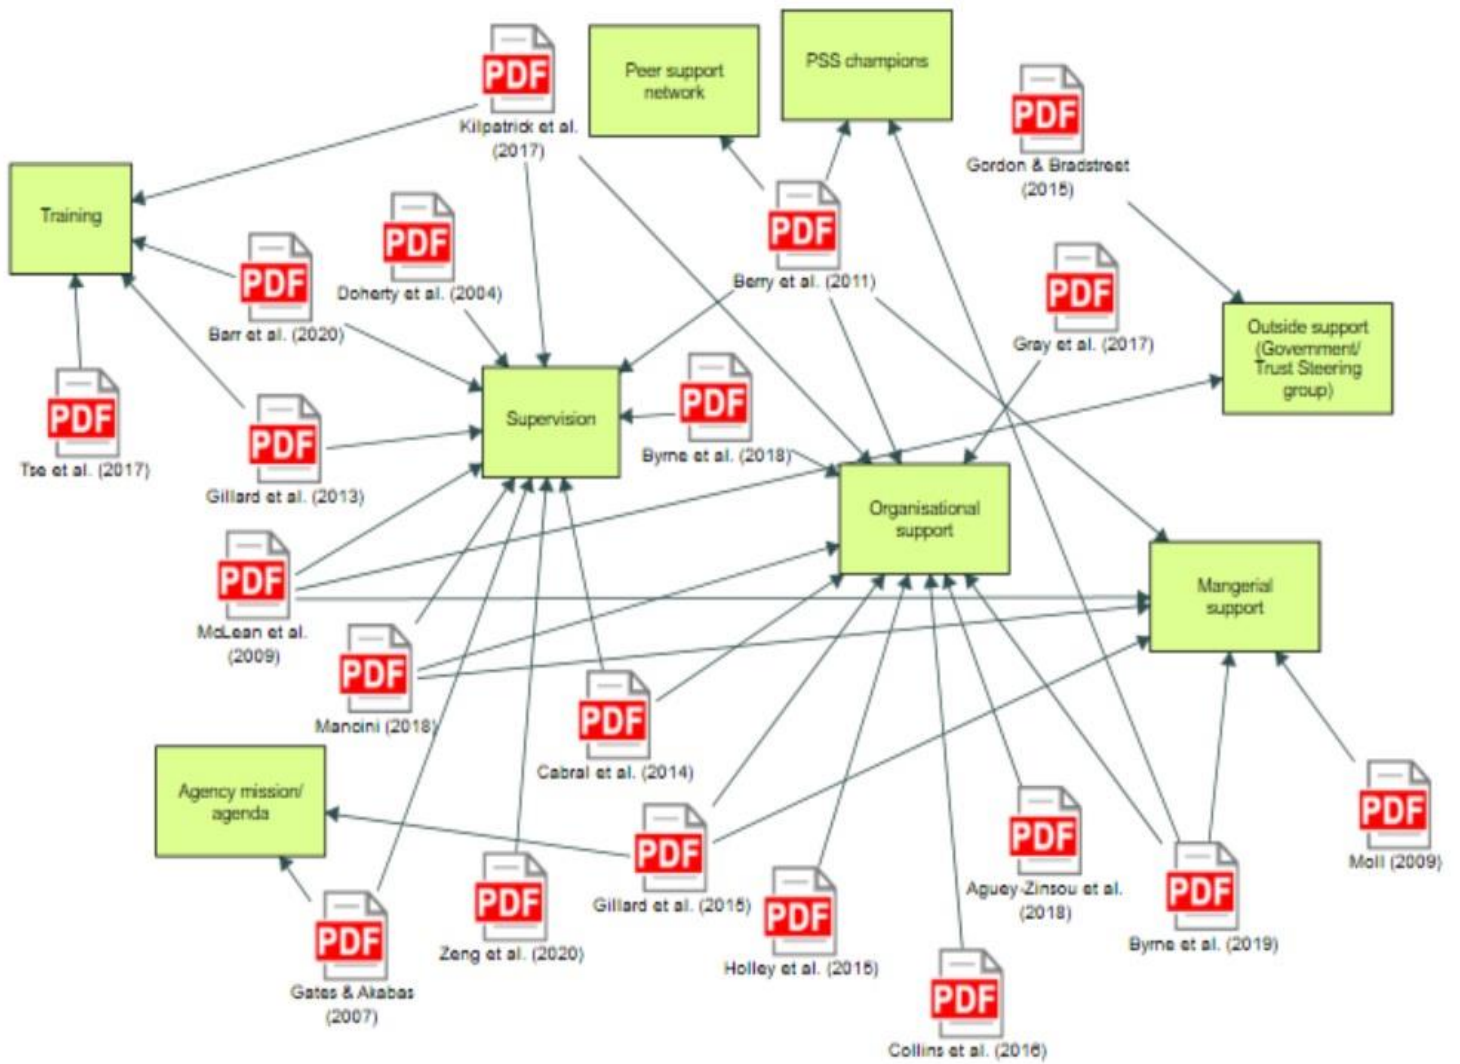 PDF
Kilpatrick et al.
(2017)
Peer support
network
PSS champions
PDF
Gordon & Bradstreet
(2015)
Training
PDF
Doherty et al. (2004)
PDF
Berry et al. (2011)
PDF
Barr et al. (2020)
PDF
Gray et al. (2017)
Outside support
(Government/
Trust Steering
group)
PDF
Tse et al. (2017)
PDF
Gillard et al. (2013)
Supervision
PDF
Byrne et al. (2018)
Organisational
support
PDF
McLean et al.
(2009)
Mangerial
support
PDF
Mancini (2018)
PDF
Cabral et al. (2014)
Agency mission/
agenda
PDF
Gillard et al. (2015)
PDF
Aguey-Zinsou et al.
(2018)
PDF
Moll (2009)
PDF
Gates & Akabas
(2007)
PDF
Zeng et al. (2020)
PDF
Holley et al. (2015)
PDF
Byrne et al. (2019)
PDF
Collins et al. (2016)